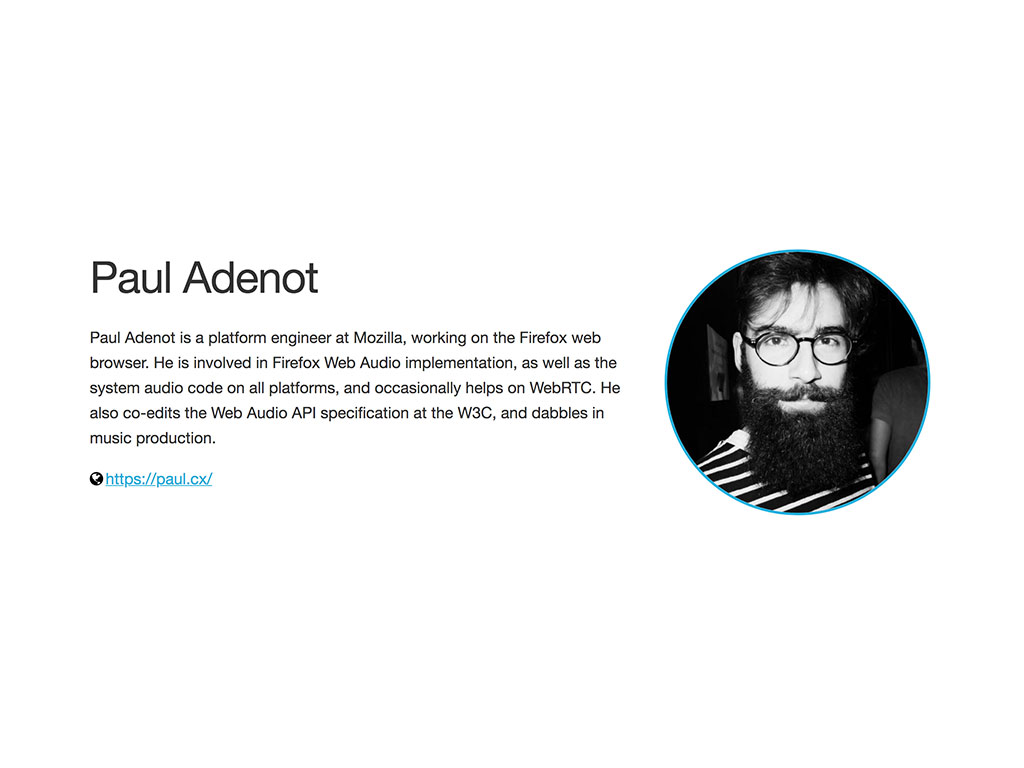 Paul Adenot
Paul Adenot is a platform engineer at Mozilla, working on the Firefox web
browser. He is involved in Firefox Web Audio implementation, as well as the
system audio code on all platforms, and occasionally helps on WebRTC. He
also co-edits the Web Audio API specification at the W3C, and dabbles in
music production.
https://paul.cx/